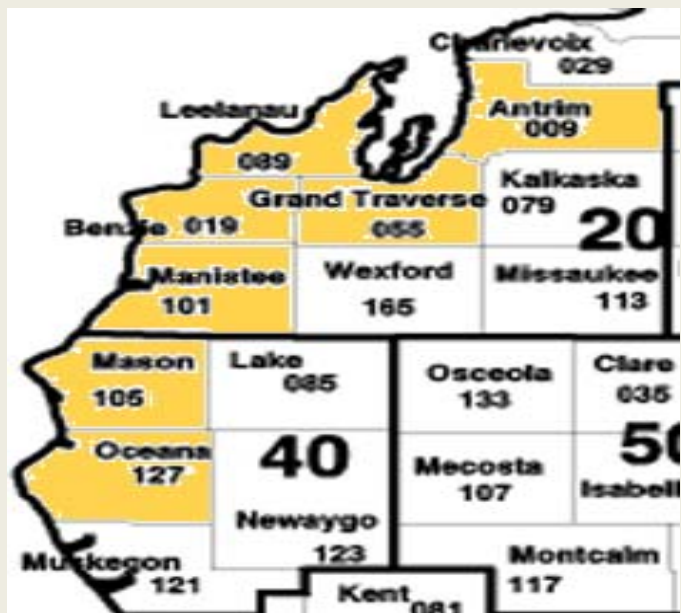 Charlevoix
029
Leelanau
Antrim
009
089
Kalkaska
Grand Traverse
079
Benzie 019
055
20
Manistee
Wexford
Missaukee
101
165
113
Mason
Lake
Osceola
Clare
105
085
133
035
Oceana
127
40
Mecosta
107
50
Isabell
Newaygo
123
Muskegon
121
Montcalm
117
Kent
081